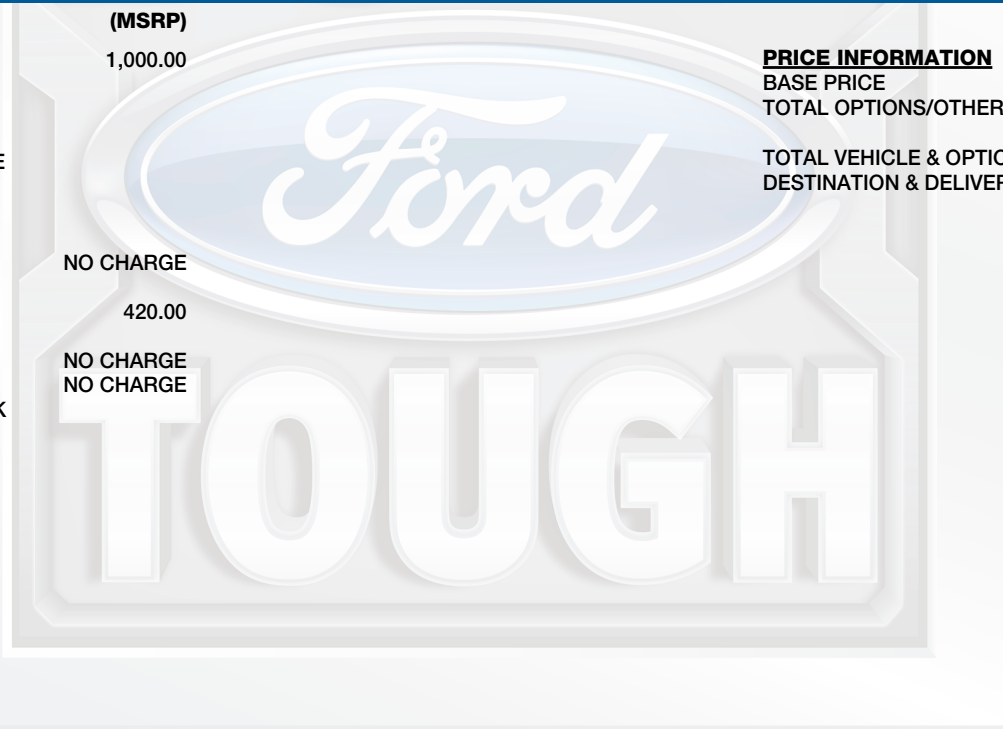 (MSRP)
1,000.00
E
NO CHARGE
420.00
NO CHARGE
NO CHARGE
K
PRICE INFORMATION
BASE PRICE
TOTAL OPTIONS/OTHER
TOTAL VEHICLE & OPTIO
DESTINATION & DELIVER
Ford
TOUGH